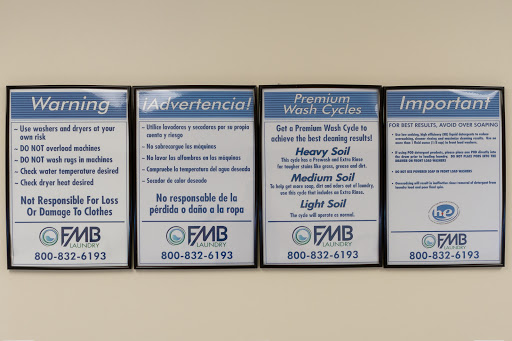 Warning
– Use washers and dryers at your
own risk
– DO NOT overload machines
– DO NOT wash rugs in machines
– Check water temperature desired
– Check dryer heat desired
Not Responsible For Loss
Or Damage To Clothes
FMB
LAUNDRY
800-832-6193
¡Advertencia!
– Utilice lavadoras y secadoras por su propia
cuenta y riesgo
– No sobrecargue las máquinas
– No lavar las alfombras en las máquinas
– Compruebe la temperatura del agua deseada
– Secador de calor deseado
No responsable de la
pérdida o daño a la ropa
FMB
LAUNDRY
800-832-6193
Premium
Wash Cycles
Get a Premium Wash Cycle to
achieve the best cleaning results!
Heavy Soil
This cycle has a Prewash and Extra Rinse
for tougher stains like grass, grease and dirt.
Medium Soil
To help get more soap, dirt and odors out of laundry,
use this cycle that includes an Extra Rinse.
Light Soil
The cycle will operate as normal.
FMB
LAUNDRY
800-832-6193
Important
FOR BEST RESULTS, AVOID OVER SOAPING
he
FMB
LAUNDRY
800-832-6193